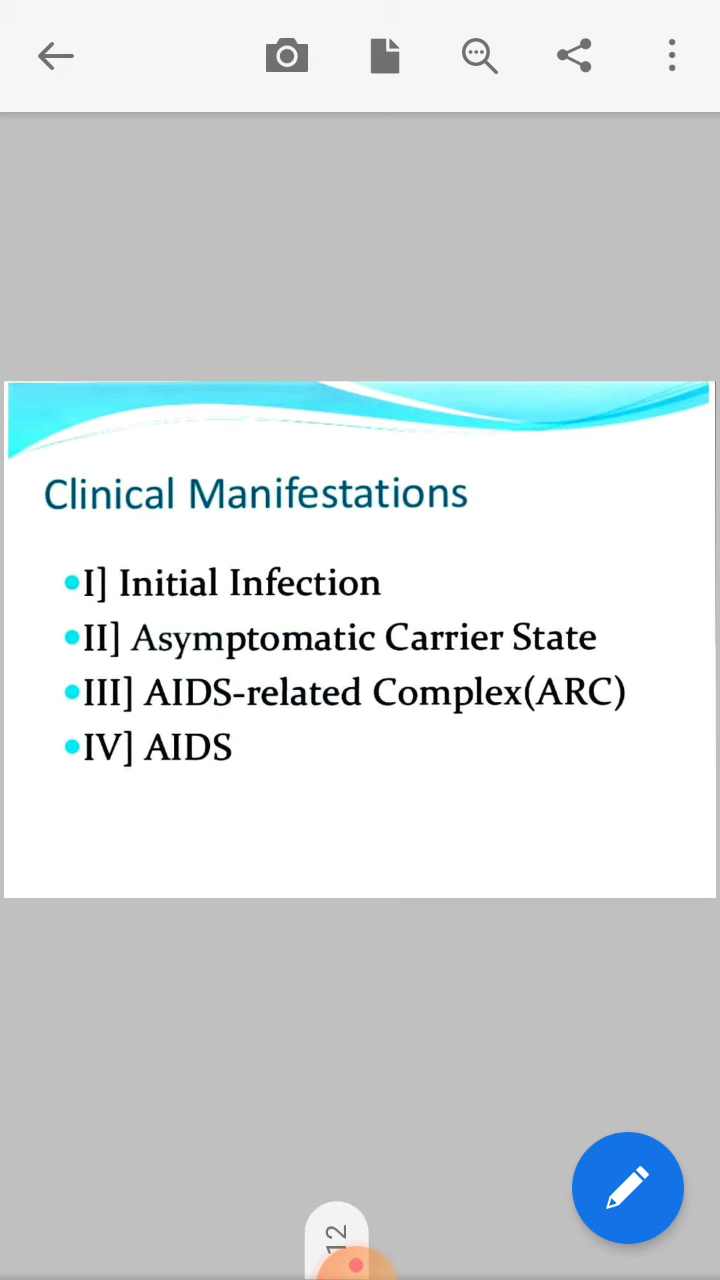 Clinical Manifestations
•I] Initial Infection
•II] Asymptomatic Carrier State
•III] AIDS-related Complex(ARC)
•IV] AIDS
12